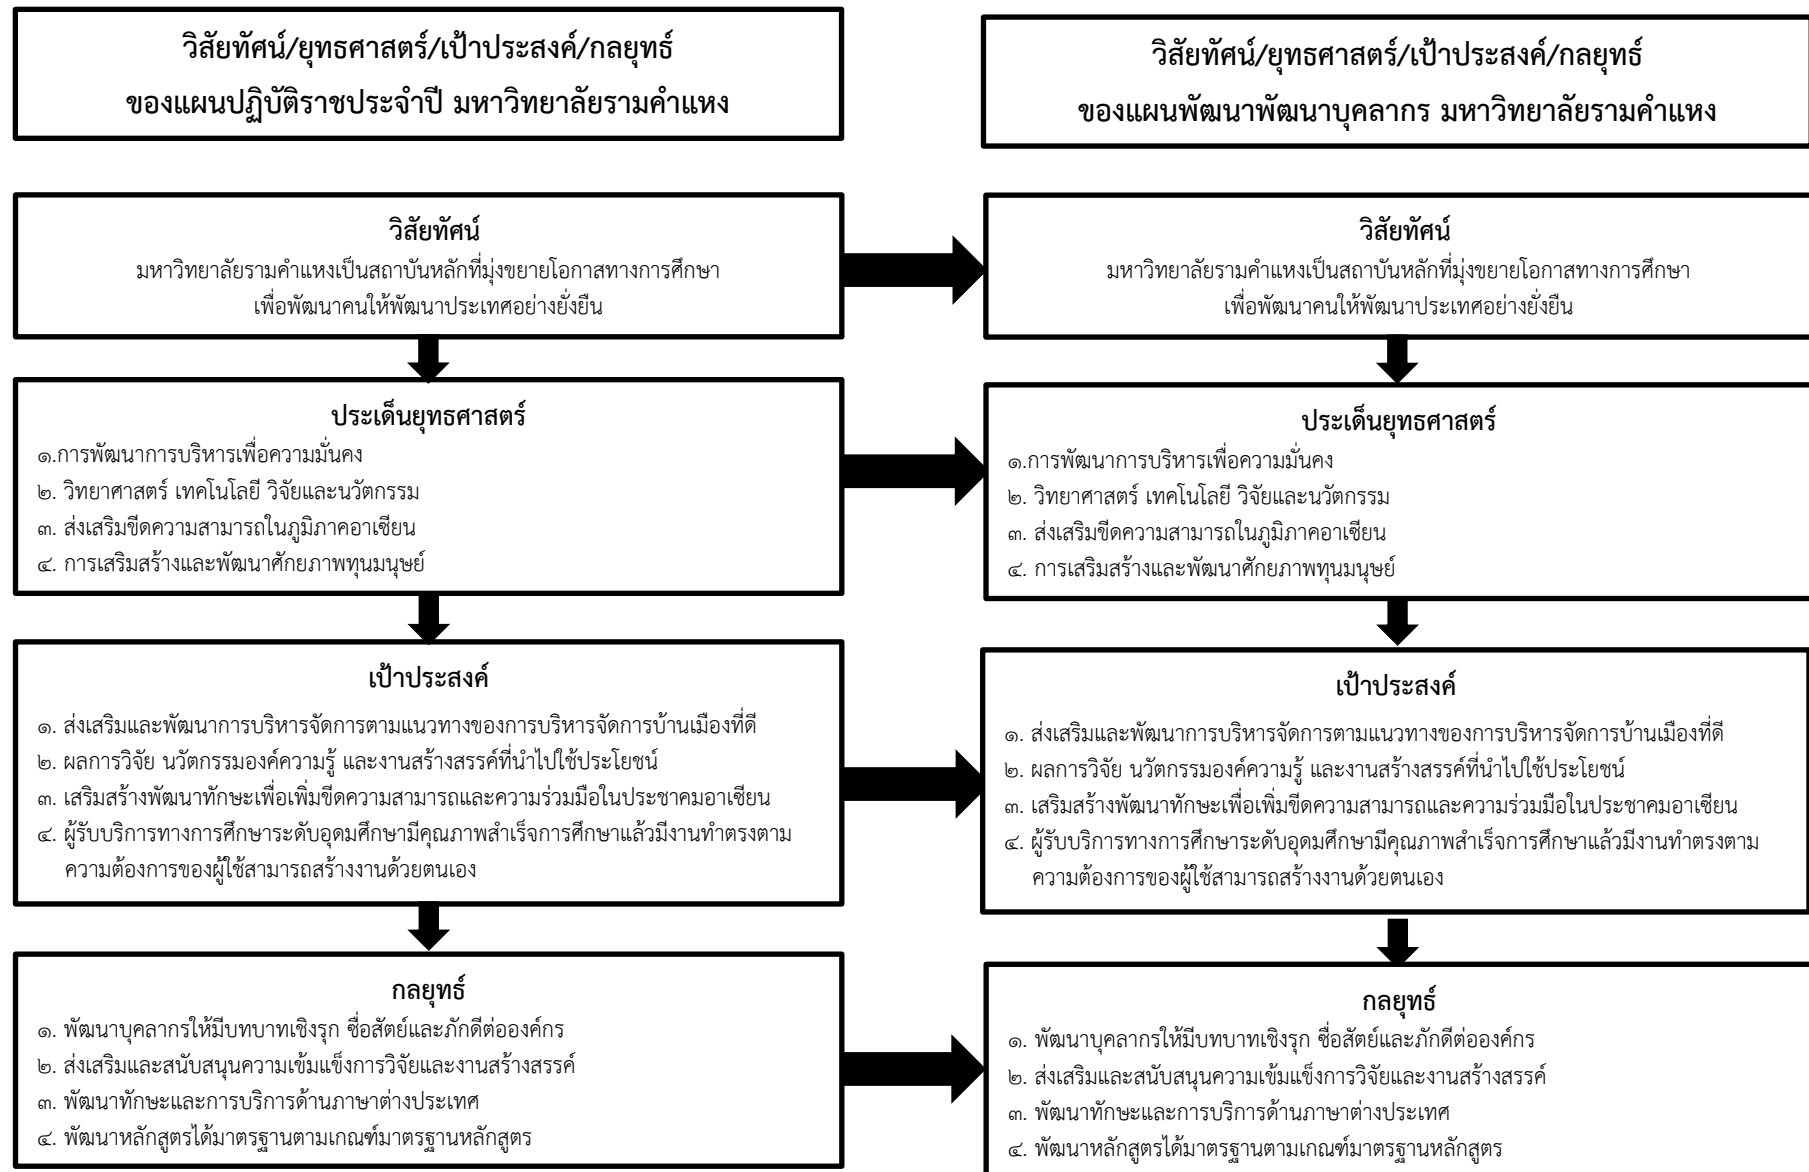 วิสัยทัศน์/ยุทธศาสตร์/เป้าประสงค์/กลยุทธ์
ของแผนปฏิบัติราชประจำปี มหาวิทยาลัยรามคำแหง
วิสัยทัศน์
มหาวิทยาลัยรามคำแหงเป็นสถาบันหลักที่มุ่งขยายโอกาสทางการศึกษา
เพื่อพัฒนาคนให้พัฒนาประเทศอย่างยั่งยืน
ประเด็นยุทธศาสตร์
๑.การพัฒนาการบริหารเพื่อความมั่นคง
๒. วิทยาศาสตร์ เทคโนโลยี วิจัยและนวัตกรรม
๓. ส่งเสริมขีดความสามารถในภูมิภาคอาเซียน
๔. การเสริมสร้างและพัฒนาศักยภาพทุนมนุษย์
เป้าประสงค์
๑. ส่งเสริมและพัฒนาการบริหารจัดการตามแนวทางของการบริหารจัดการบ้านเมืองที่ดี
๒. ผลการวิจัย นวัตกรรมองค์ความรู้ และงานสร้างสรรค์ที่นำไปใช้ประโยชน์
๓. เสริมสร้างพัฒนาทักษะเพื่อเพิ่มขีดความสามารถและความร่วมมือในประชาคมอาเซียน
๔. ผู้รับบริการทางการศึกษาระดับอุดมศึกษามีคุณภาพสำเร็จการศึกษาแล้วมีงานทำตรงตาม
ความต้องการของผู้ใช้สามารถสร้างงานด้วยตนเอง
กลยุทธ์
๑. พัฒนาบุคลากรให้มีบทบาทเชิงรุก ซื่อสัตย์และภักดีต่อองค์กร
๒. ส่งเสริมและสนับสนุนความเข้มแข็งการวิจัยและงานสร้างสรรค์
๓. พัฒนาทักษะและการบริการด้านภาษาต่างประเทศ
๔. พัฒนาหลักสูตรได้มาตรฐานตามเกณฑ์มาตรฐานหลักสูตร
วิสัยทัศน์/ยุทธศาสตร์/เป้าประสงค์/กลยุทธ์
ของแผนพัฒนาพัฒนาบุคลากร มหาวิทยาลัยรามคำแหง
วิสัยทัศน์
มหาวิทยาลัยรามคำแหงเป็นสถาบันหลักที่มุ่งขยายโอกาสทางการศึกษา
เพื่อพัฒนาคนให้พัฒนาประเทศอย่างยั่งยืน
ประเด็นยุทธศาสตร์
๑.การพัฒนาการบริหารเพื่อความมั่นคง
๒. วิทยาศาสตร์ เทคโนโลยี วิจัยและนวัตกรรม
๓. ส่งเสริมขีดความสามารถในภูมิภาคอาเซียน
๔. การเสริมสร้างและพัฒนาศักยภาพทุนมนุษย์
เป้าประสงค์
๑. ส่งเสริมและพัฒนาการบริหารจัดการตามแนวทางของการบริหารจัดการบ้านเมืองที่ดี
๒. ผลการวิจัย นวัตกรรมองค์ความรู้ และงานสร้างสรรค์ที่นำไปใช้ประโยชน์
๓. เสริมสร้างพัฒนาทักษะเพื่อเพิ่มขีดความสามารถและความร่วมมือในประชาคมอาเซียน
๔. ผู้รับบริการทางการศึกษาระดับอุดมศึกษามีคุณภาพสำเร็จการศึกษาแล้วมีงานทำตรงตาม
ความต้องการของผู้ใช้สามารถสร้างงานด้วยตนเอง
กลยุทธ์
๑. พัฒนาบุคลากรให้มีบทบาทเชิงรุก ซื่อสัตย์และภักดีต่อองค์กร
๒. ส่งเสริมและสนับสนุนความเข้มแข็งการวิจัยและงานสร้างสรรค์
๓. พัฒนาทักษะและการบริการด้านภาษาต่างประเทศ
๔. พัฒนาหลักสูตรได้มาตรฐานตามเกณฑ์มาตรฐานหลักสูตร